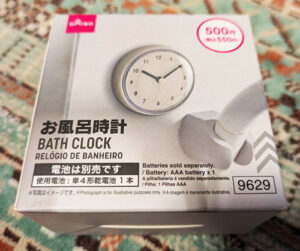 DAISO
500円
(税込550円)
お風呂時計
BATH CLOCK
RELÓGIO DE BANHEIRO
電池は別売です
使用電池:単4形乾電池1本
Batteries sold separately.
/ Battery: AAA battery x 1
A pilha/bateria é vendida separadamente.
/ Pilha: 1 Pilhas AAA
※写真はイメージです。 ※Photograph is for illustrative purposes only. ※A imagem é meramente ilustrativa.
9629